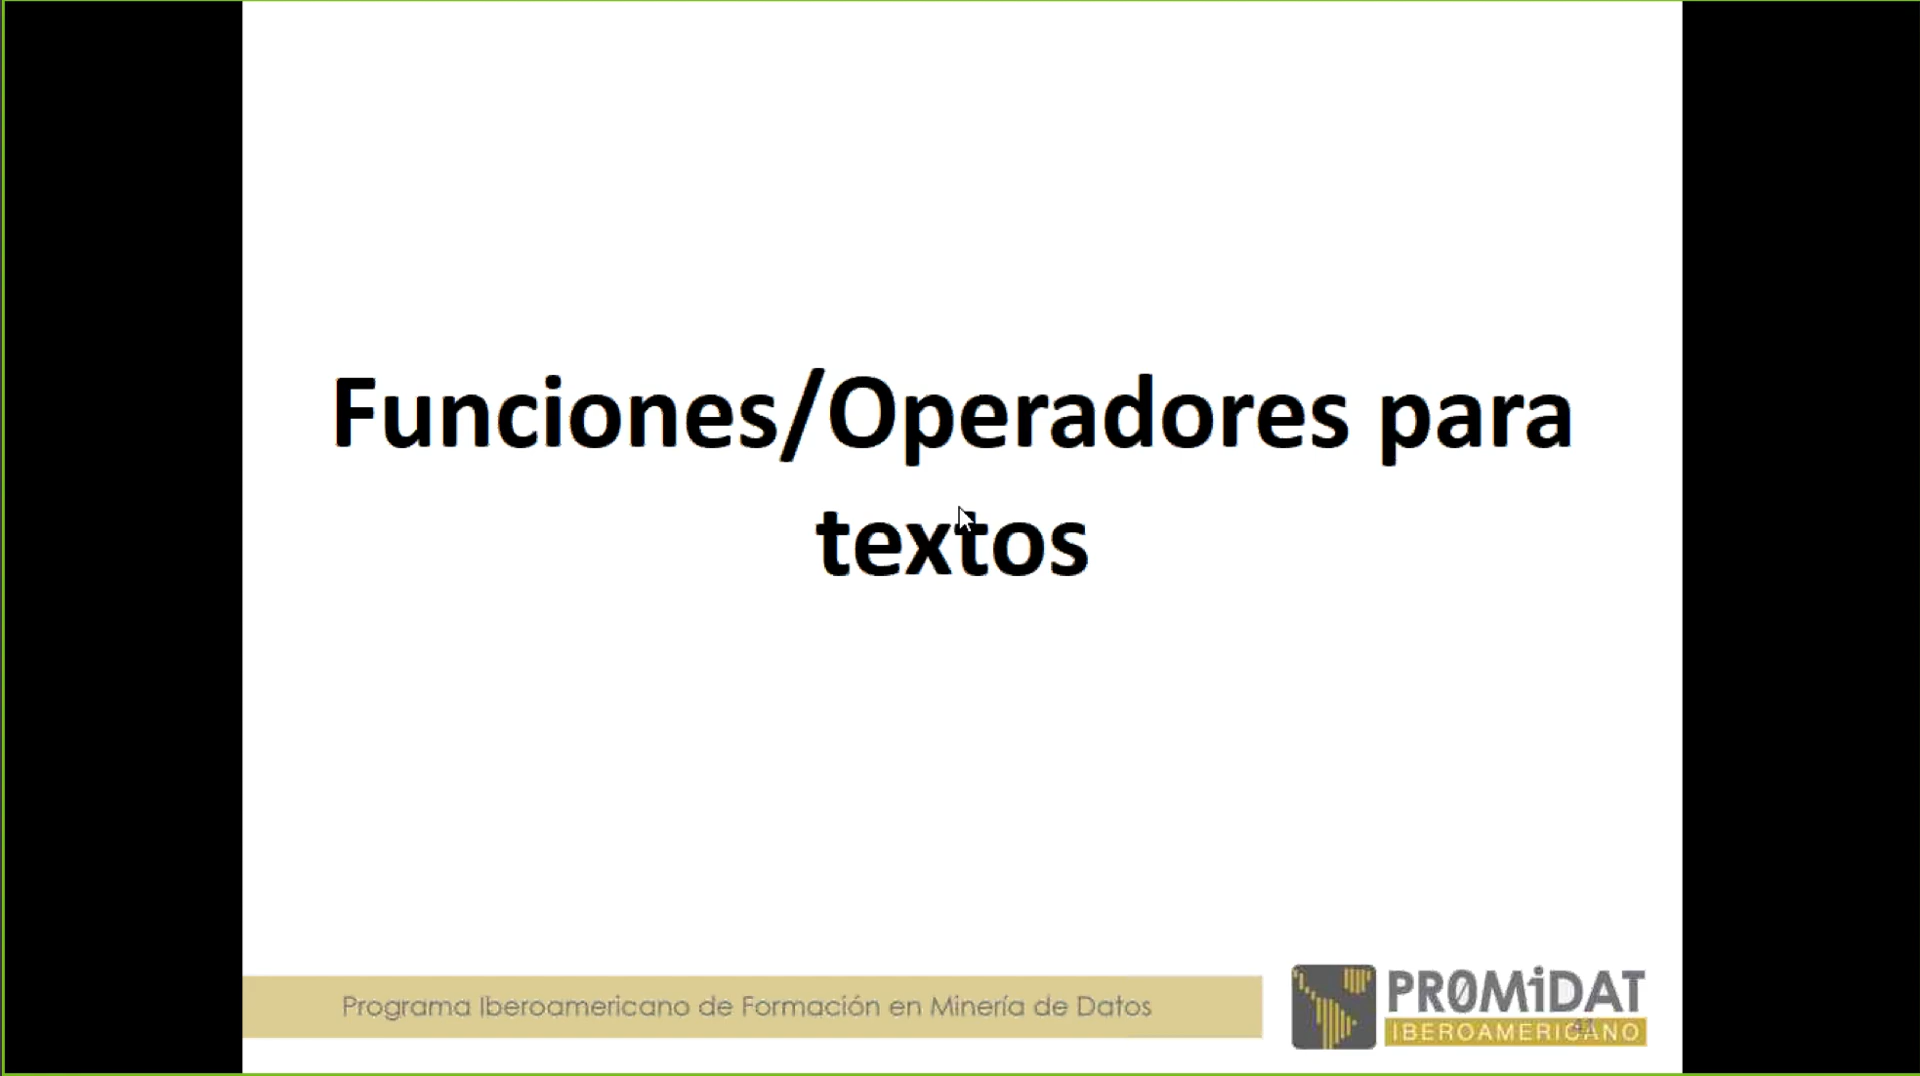 Funciones/Operadores para
textos
Programa Iberoamericano de Formación en Minería de Datos
PR0MiDAT
IBEROAMERICANO